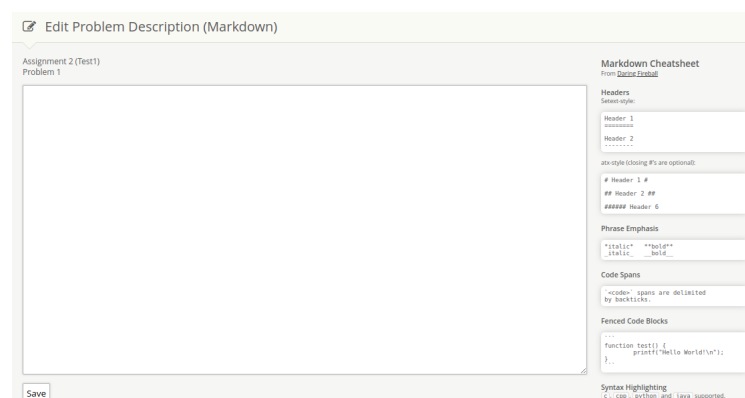 Edit Problem Description (Markdown)
Assignment 2 (Test1)
Problem 1
Save
Markdown Cheatsheet
From Daring Fireball
Headers
Setext-style:
Header 1
========
Header 2
--------
atx-style (closing #'s are optional):
# Header 1 #
## Header 2 ##
###### Header 6
Phrase Emphasis
*italic*   **bold**
_italic_   __bold__
Code Spans
`<code>` spans are delimited
by backticks.
Fenced Code Blocks
```
function test() {
        printf("Hello World!\n");
}
```
Syntax Highlighting
c , cpp , python and java supported.